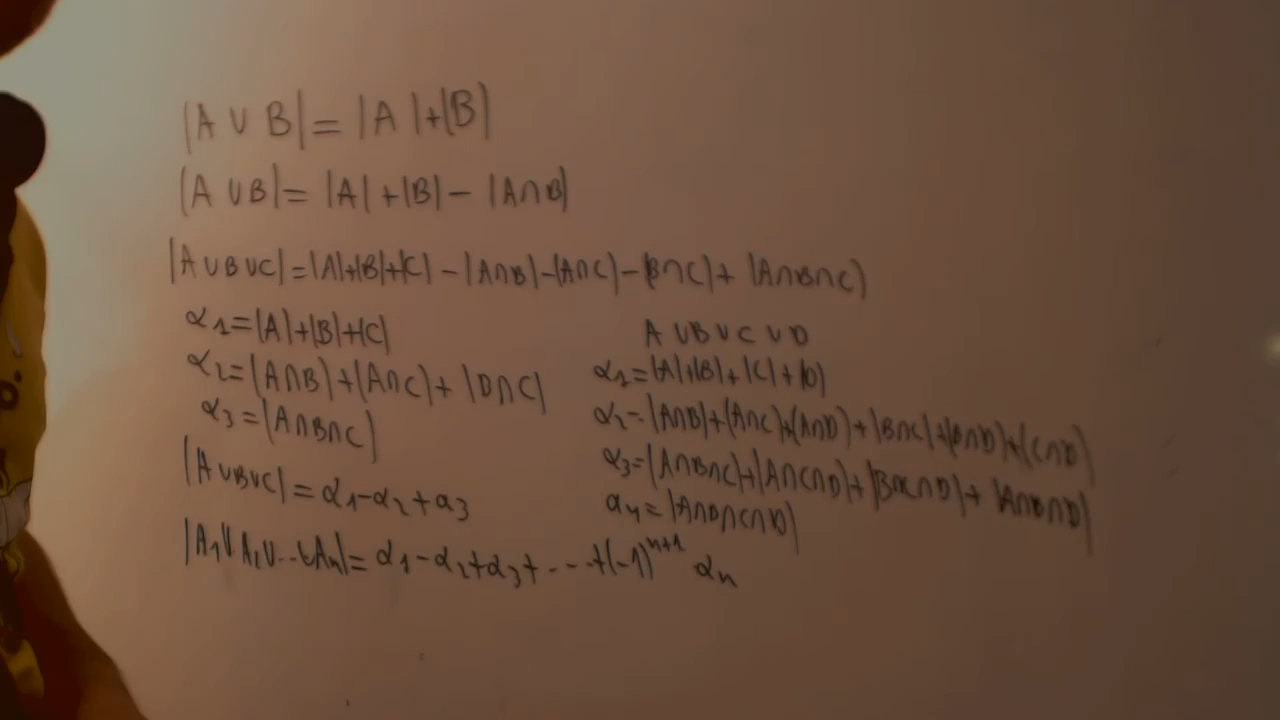 |A ∪ B| = |A| + |B|
|A ∪ B| = |A| + |B| − |A∩B|
|A∪B∪C| = |A|+|B|+|C| − |A∩B| − |A∩C| − |B∩C| + |A∩B∩C|
α₁ = |A|+|B|+|C|
α₂ = |A∩B| + |A∩C| + |B∩C|
α₃ = |A∩B∩C|
|A∪B∪C| = α₁ − α₂ + α₃
A ∪ B ∪ C ∪ D
α₁ = |A|+|B|+|C|+|D|
α₂ = |A∩B|+|A∩C|+|A∩D|+|B∩C|+|B∩D|+|C∩D|
α₃ = |A∩B∩C|+|A∩C∩D|+|B∩C∩D|+|A∩B∩D|
α₄ = |A∩B∩C∩D|
|A₁∪A₂∪...∪Aₙ| = α₁ − α₂ + α₃ + ... + (−1)ⁿ⁺¹ αₙ